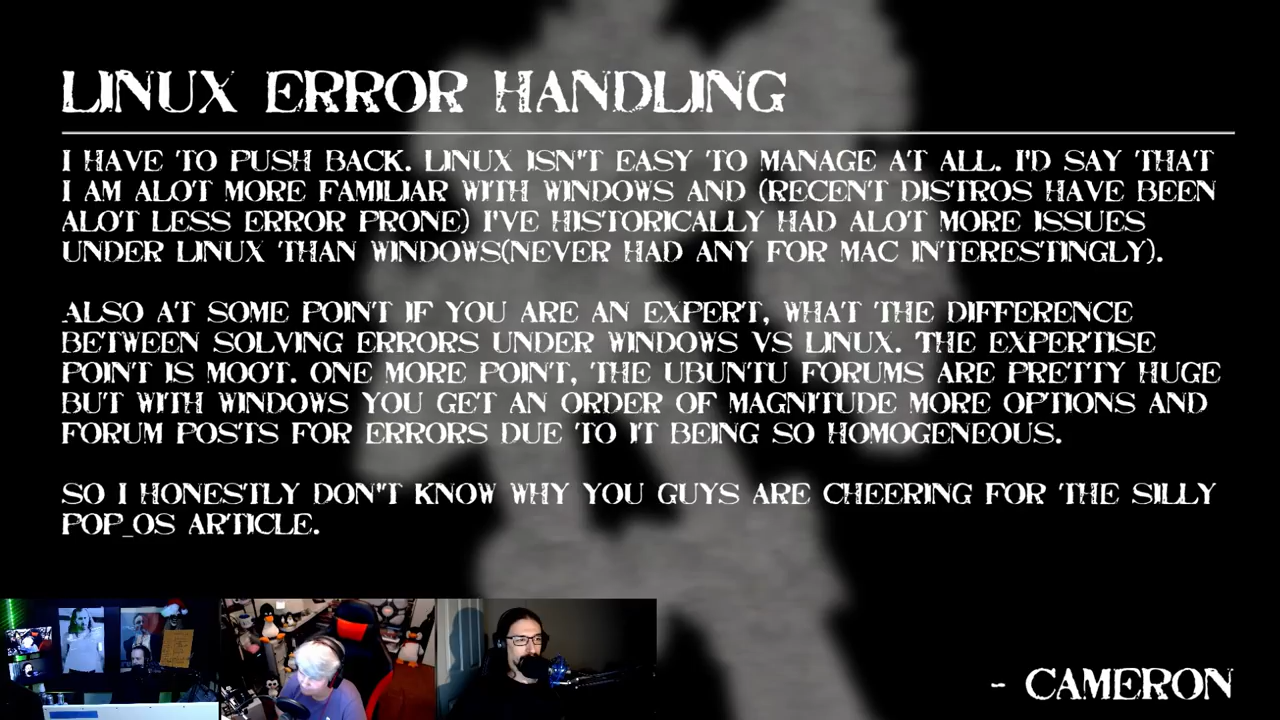 LINUX ERROR HANDLING
I HAVE TO PUSH BACK. LINUX ISN'T EASY TO MANAGE AT ALL. I'D SAY THAT
I AM ALOT MORE FAMILIAR WITH WINDOWS AND (RECENT DISTROS HAVE BEEN
ALOT LESS ERROR PRONE) I'VE HISTORICALLY HAD ALOT MORE ISSUES
UNDER LINUX THAN WINDOWS(NEVER HAD ANY FOR MAC INTERESTINGLY).
ALSO AT SOME POINT IF YOU ARE AN EXPERT, WHAT THE DIFFERENCE
BETWEEN SOLVING ERRORS UNDER WINDOWS VS LINUX. THE EXPERTISE
POINT IS MOOT. ONE MORE POINT, THE UBUNTU FORUMS ARE PRETTY HUGE
BUT WITH WINDOWS YOU GET AN ORDER OF MAGNITUDE MORE OPTIONS AND
FORUM POSTS FOR ERRORS DUE TO IT BEING SO HOMOGENEOUS.
SO I HONESTLY DON'T KNOW WHY YOU GUYS ARE CHEERING FOR THE SILLY
POP_OS ARTICLE.
- CAMERON